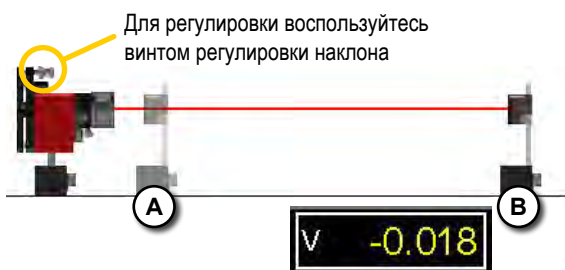 Для регулировки воспользуйтесь
винтом регулировки наклона
A
B
V -0.018